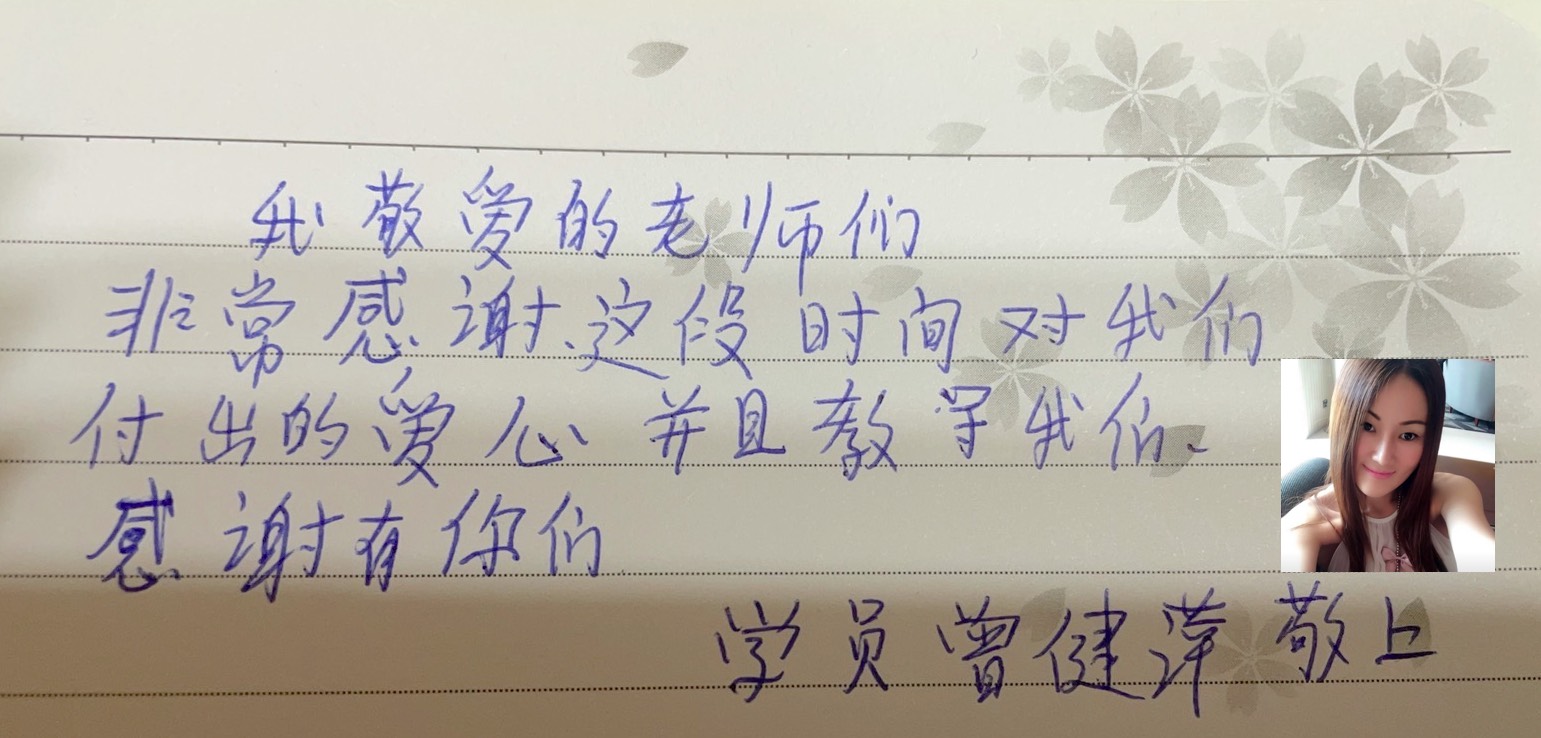 我敬爱的老师们
非常感谢、这段时间对我们
付出的爱心并且教学我们、
感谢有你们
学员曾健萍敬上